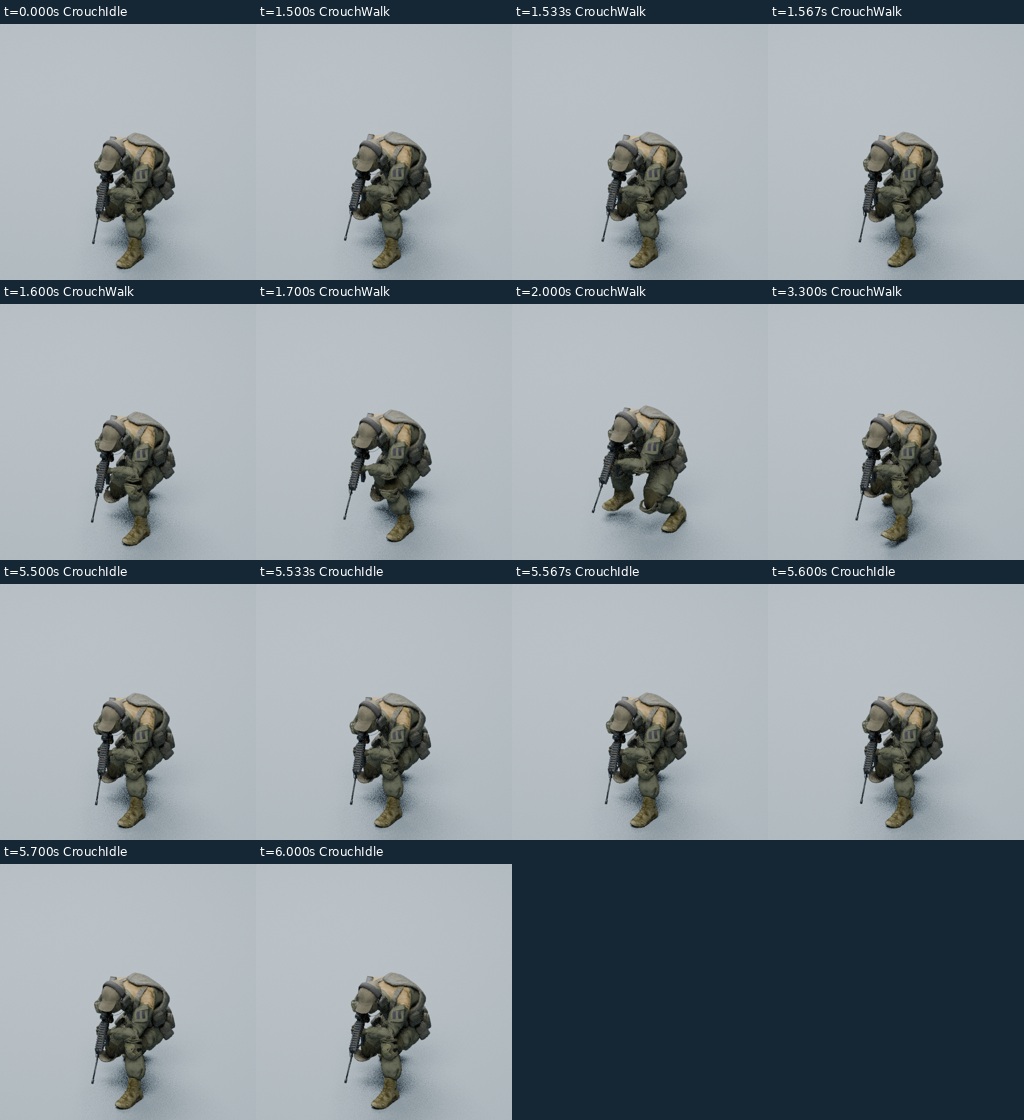 t=0.000s CrouchIdle
t=1.500s CrouchWalk
t=1.533s CrouchWalk
t=1.567s CrouchWalk
t=1.600s CrouchWalk
t=1.700s CrouchWalk
t=2.000s CrouchWalk
t=3.300s CrouchWalk
t=5.500s CrouchIdle
t=5.533s CrouchIdle
t=5.567s CrouchIdle
t=5.600s CrouchIdle
t=5.700s CrouchIdle
t=6.000s CrouchIdle